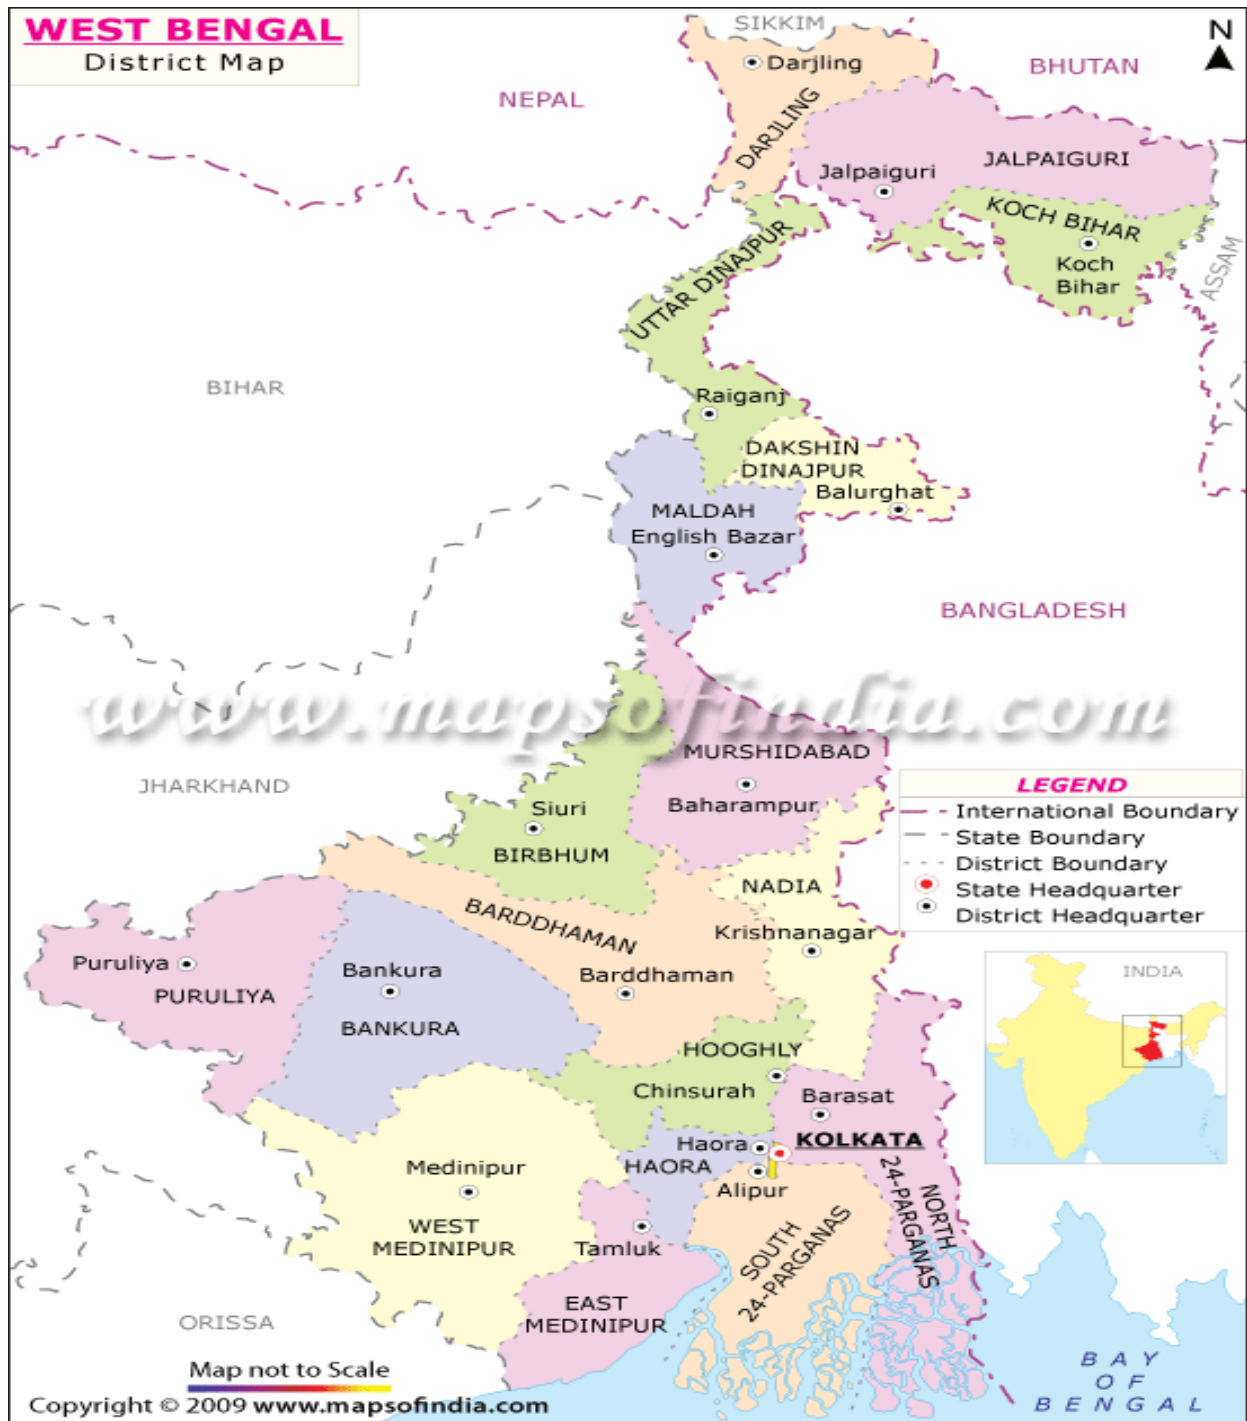 WEST BENGAL
District Map
SIKKIM
N
NEPAL
BHUTAN
Darjling
DARJLING
JALPAIGURI
Jalpaiguri
KOCH BIHAR
Koch
Bihar
ASSAM
UTTAR DINAJPUR
BIHAR
Raiganj
DAKSHIN
DINAJPUR
Balurghat
MALDAH
English Bazar
BANGLADESH
www.mapsofindia.com
MURSHIDABAD
Baharampur
JHARKHAND
Siuri
BIRBHUM
LEGEND
International Boundary
State Boundary
District Boundary
State Headquarter
District Headquarter
NADIA
Krishnanagar
BARDDHAMAN
Barddhaman
Puruliya
PURULIYA
Bankura
BANKURA
INDIA
HOOGHLY
Chinsurah
Barasat
KOLKATA
Haora
HAORA
Alipur
NORTH
24-PARGANAS
Medinipur
WEST
MEDINIPUR
Tamluk
SOUTH
24-PARGANAS
EAST
MEDINIPUR
ORISSA
BAY
OF
BENGAL
Map not to Scale
Copyright © 2009 www.mapsofindia.com